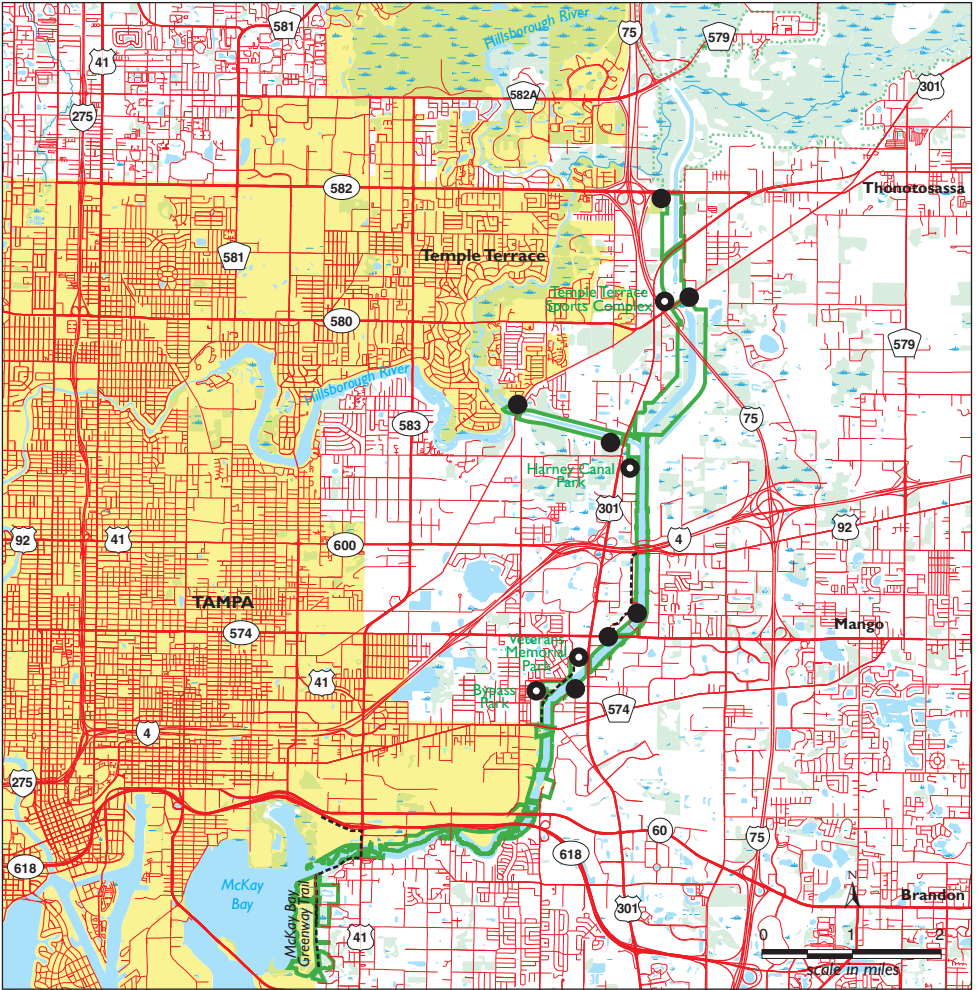 581
75
Hillsborough River
579
41
582A
301
275
582
Thonotosassa
581
Temple Terrace
Temple Terrace
Sports Complex
580
579
Hillsborough River
583
75
Harney Canal
Park
301
92
41
600
4
92
TAMPA
574
Mango
Veterans
Memorial
Park
41
Bypass
Park
574
4
275
60
75
618
618
McKay
Bay
McKay Bay
Greenway Trail
N
Brandon
301
41
0 1 2
scale in miles